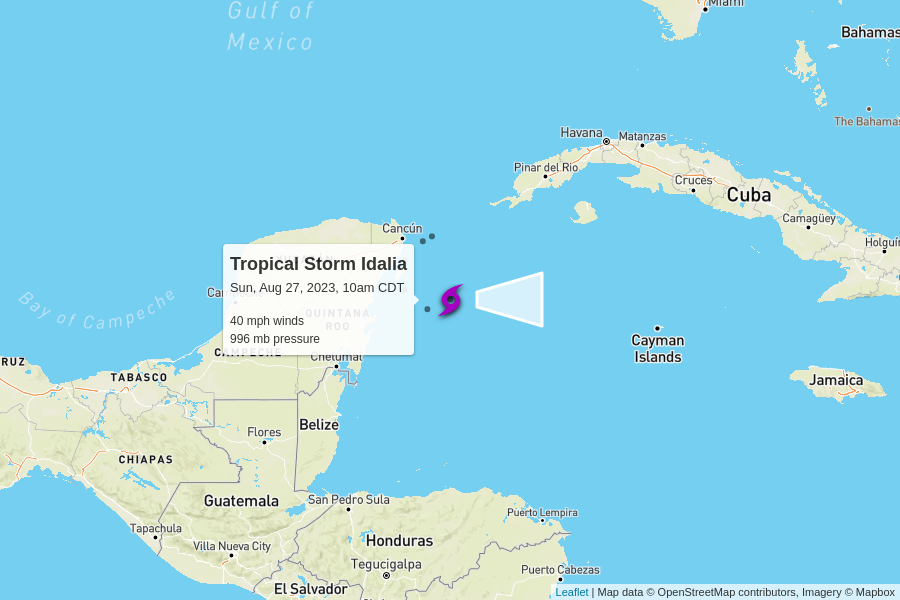 Miami
Gulf of
Mexico
Bahamas
The Bahamas
Havana
Matanzas
Pinar del Río
Cruces
Cuba
Camagüey
Holguín
Cancún
Tropical Storm Idalia
Sun, Aug 27, 2023, 10am CDT
40 mph winds
996 mb pressure
QUINTANA
ROO
Bay of Campeche
CAMPECHE
Chetumal
Cayman
Islands
Jamaica
RUZ
TABASCO
Belize
Flores
CHIAPAS
Guatemala
San Pedro Sula
Puerto Lempira
Tapachula
Villa Nueva City
Honduras
Tegucigalpa
Puerto Cabezas
El Salvador
Leaflet | Map data © OpenStreetMap contributors, Imagery © Mapbox